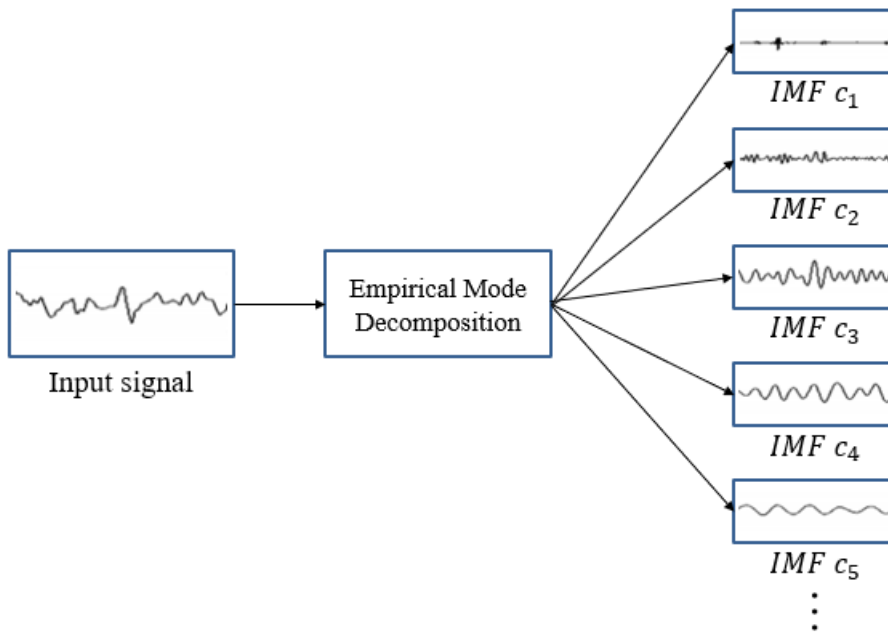 Input signal
Empirical Mode
Decomposition
IMF c₁
IMF c₂
IMF c₃
IMF c₄
IMF c₅
⋮